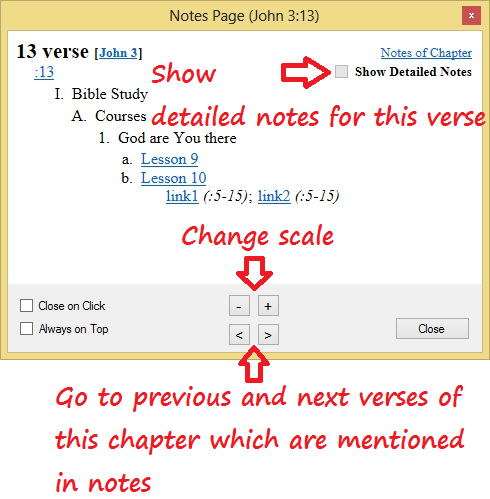 Notes Page (John 3:13)
x
13 verse [John 3]
Notes of Chapter
:13
Show
Show Detailed Notes
detailed notes for this verse
I. Bible Study
A. Courses
1. God are You there
a. Lesson 9
b. Lesson 10
link1 (:5-15); link2 (:5-15)
Change scale
Close on Click
- +
Always on Top
< >
Close
Go to previous and next verses of
this chapter which are mentioned
in notes